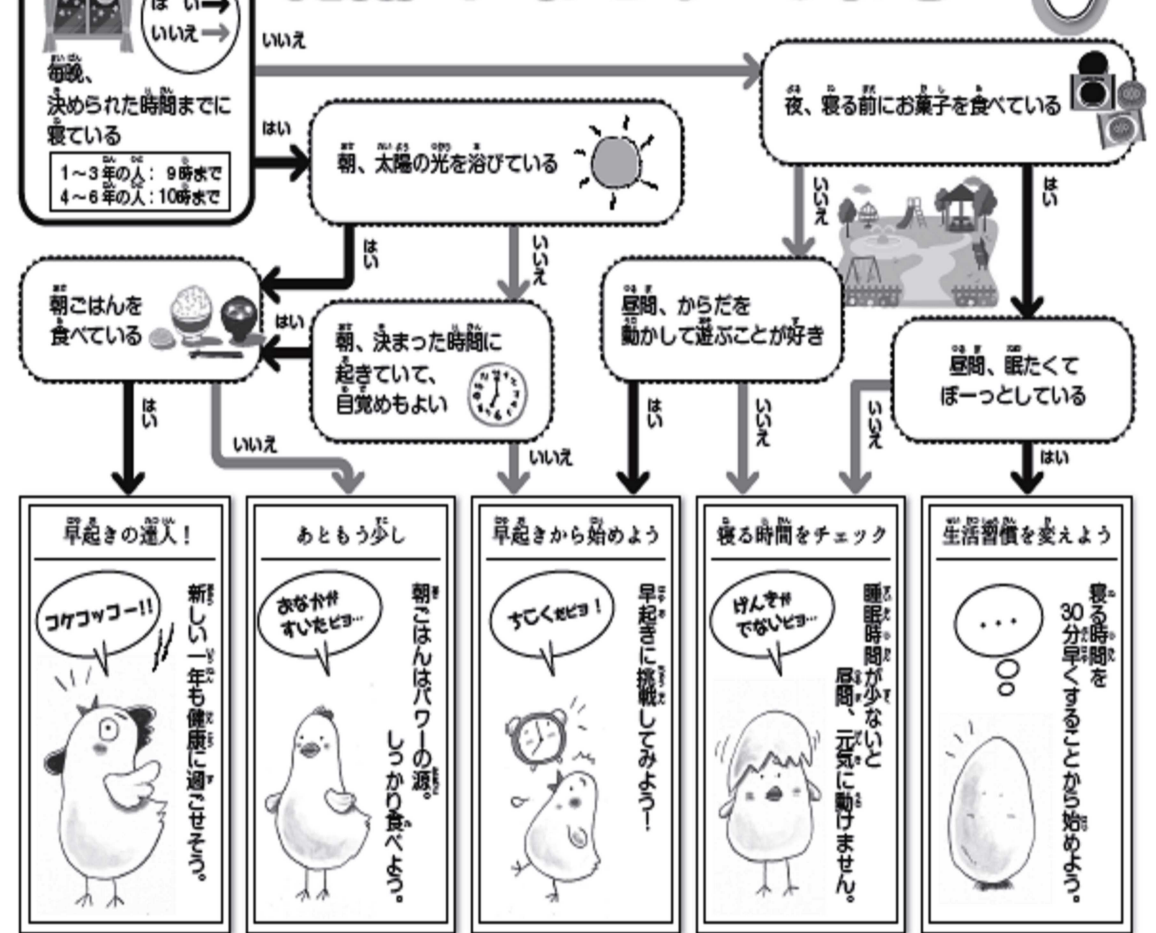 はい
いいえ
毎晩、
決められた時間までに
寝ている
1～3年の人： 9時まで
4～6年の人：10時まで
いいえ
はい
夜、寝る前にお菓子を食べている
朝、太陽の光を浴びている
はい
いいえ
いいえ
はい
朝ごはんを
食べている
はい
朝、決まった時間に
起きていて、
目覚めもよい
昼間、からだを
動かして遊ぶことが好き
昼間、眠たくて
ぼーっとしている
はい
いいえ
いいえ
はい
いいえ
いいえ
はい
早起きの達人！
コケコッコー!!
新しい一年も健康に過ごせそう。
あともう少し
おなかが
すいたピヨ…
朝ごはんはパワーの源。
しっかり食べよう。
早起きから始めよう
ちこくだピヨ！
早起きに挑戦してみよう！
寝る時間をチェック
げんきが
でないピヨ…
睡眠時間が少ないと
昼間、元気に動けません。
生活習慣を変えよう
・・・
寝る時間を
30分早くすることから始めよう。